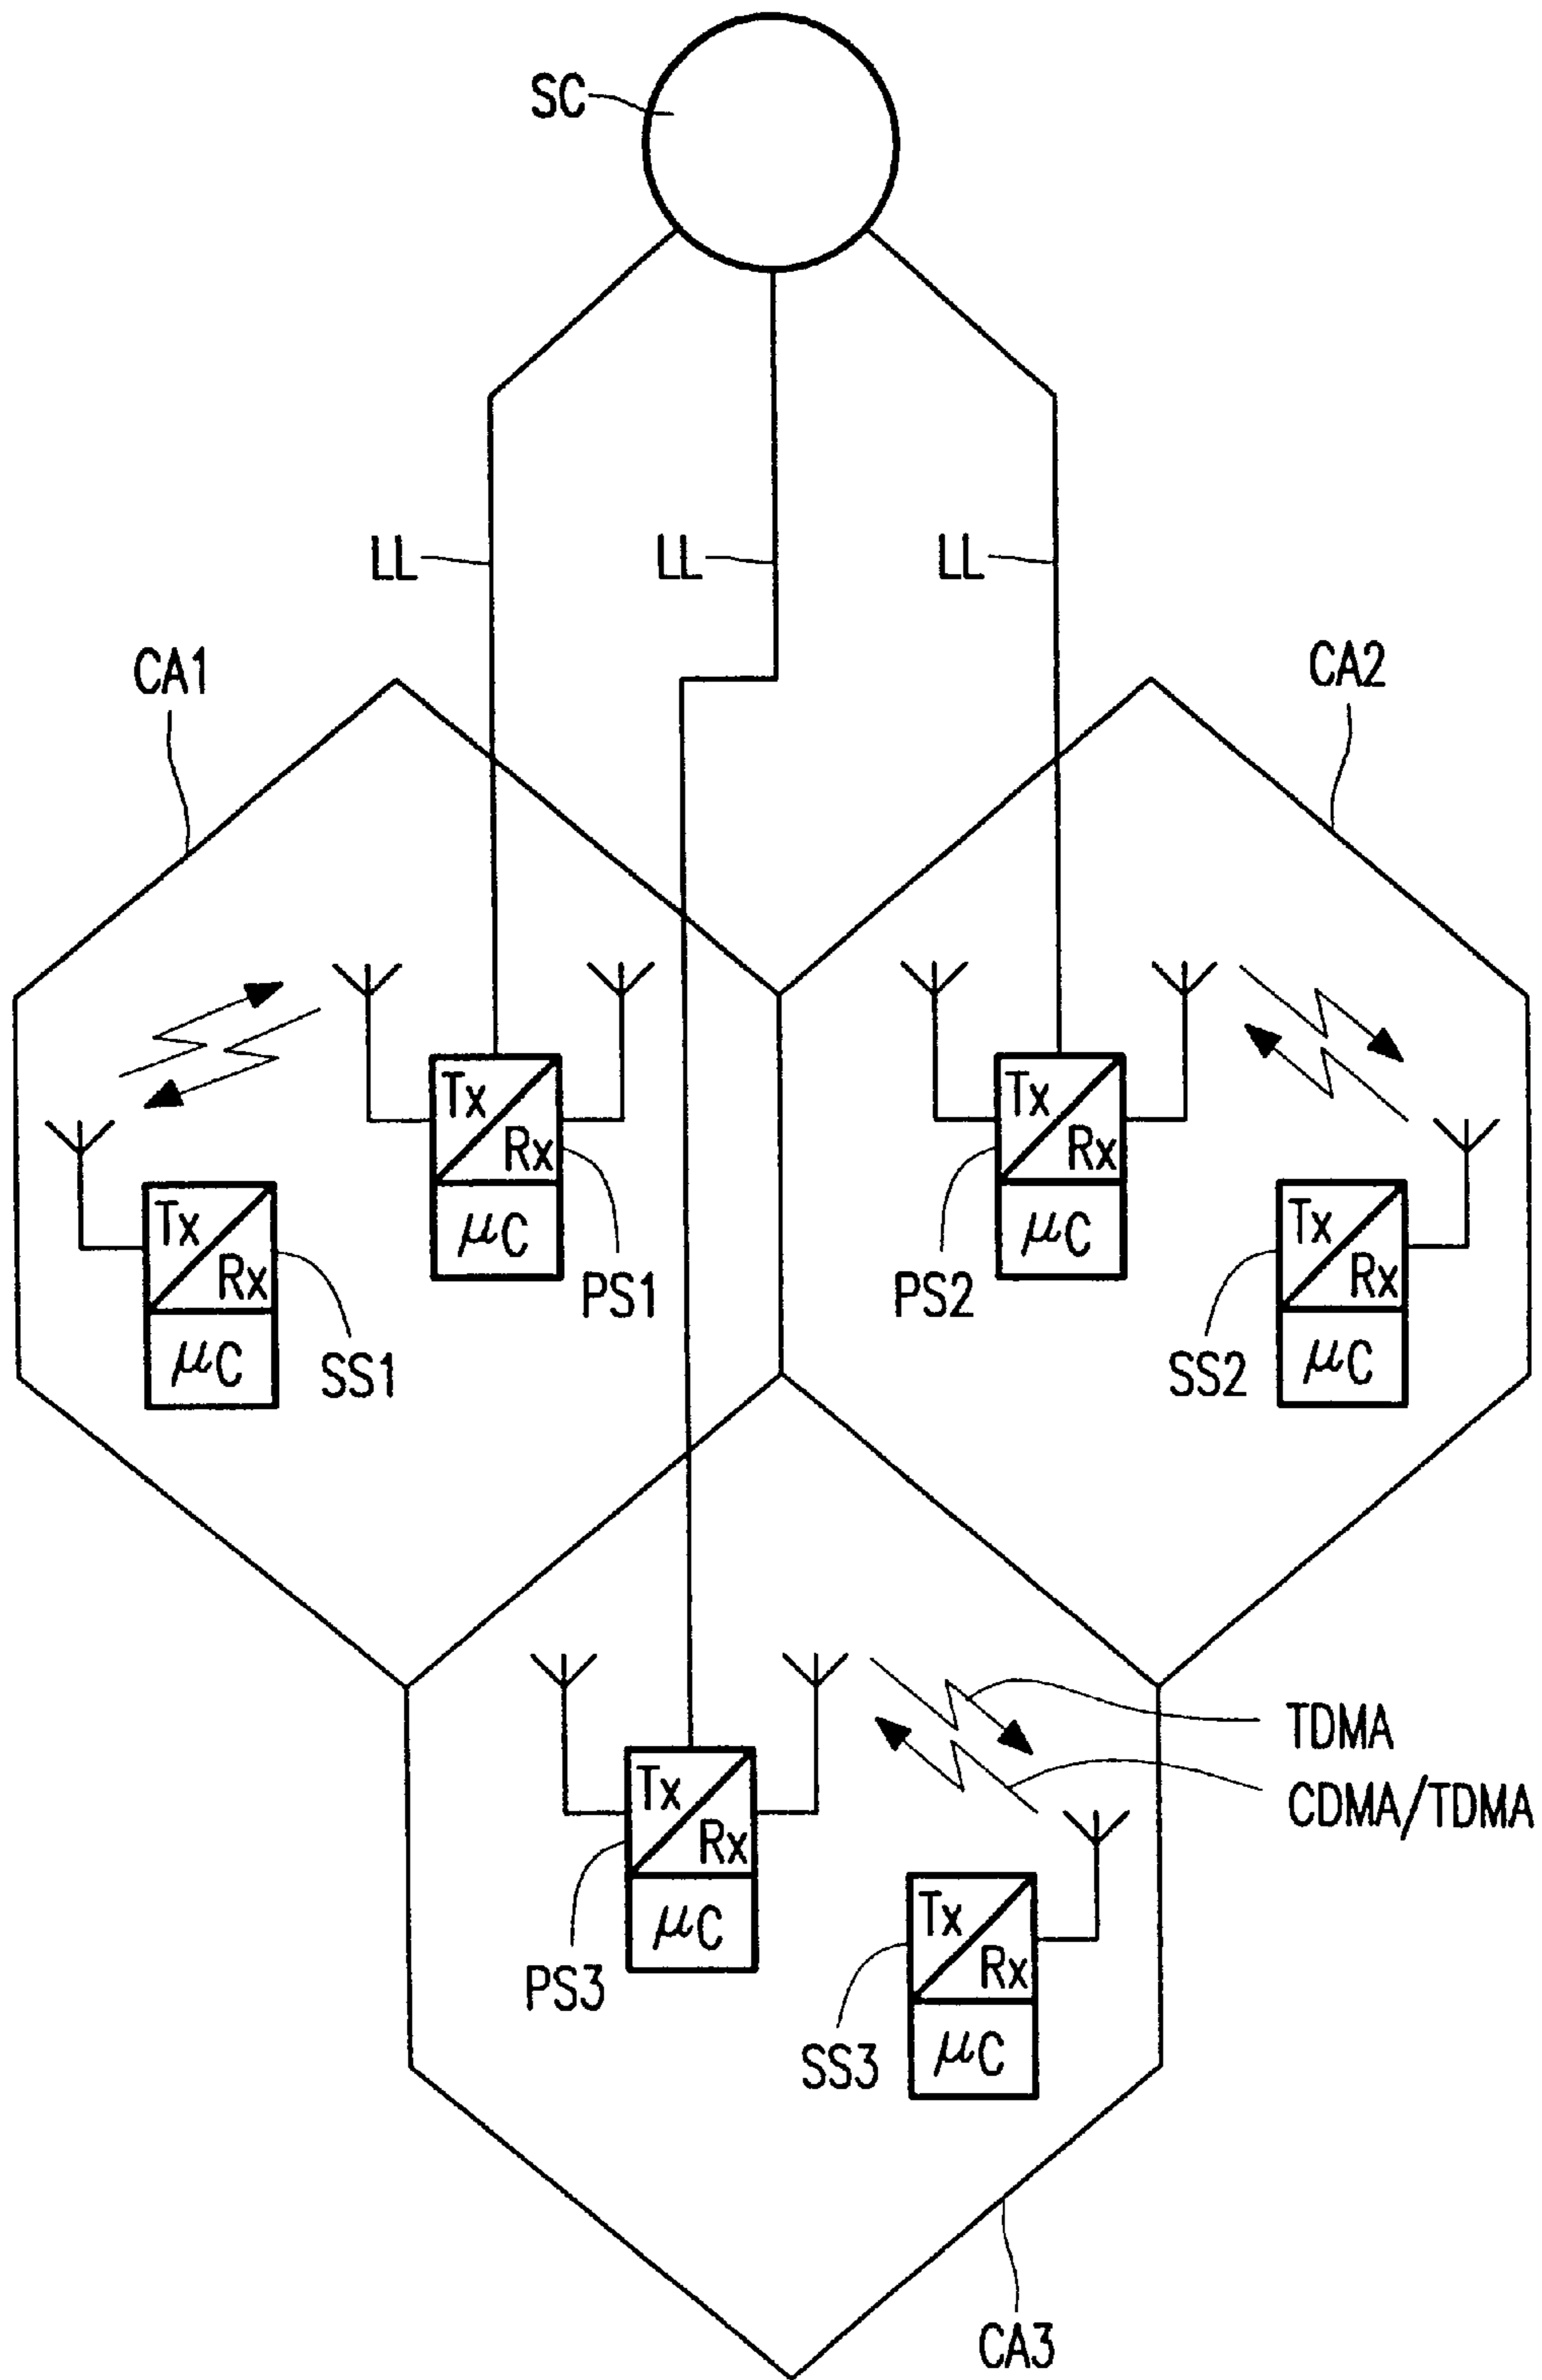 SC
LL LL LL
CA1 CA2
Tx Rx μC
PS1
Tx Rx μC
SS1
Tx Rx μC
PS2
Tx Rx μC
SS2
TDMA
CDMA/TDMA
Tx Rx μC
PS3
Tx Rx μC
SS3
CA3